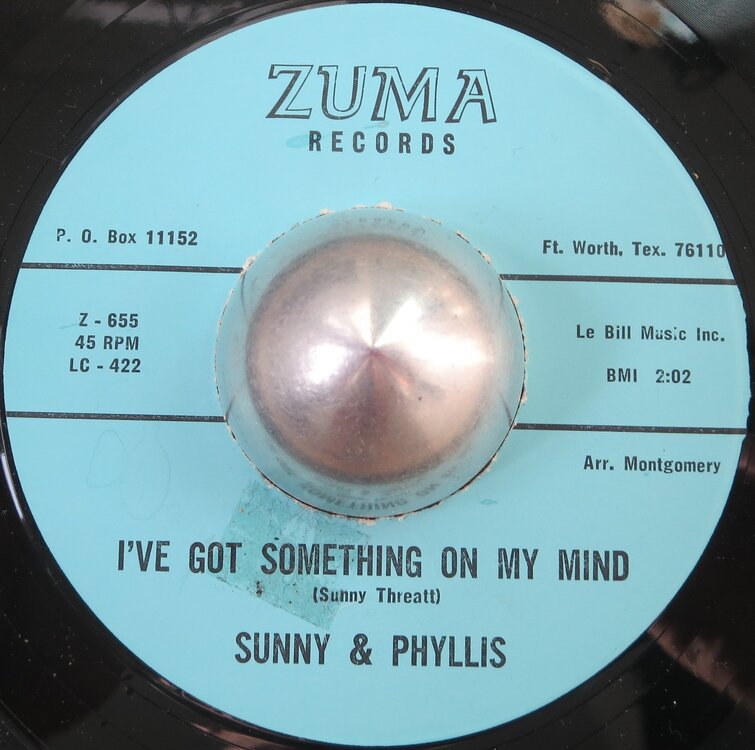 ZUMA
RECORDS
P. O. Box 11152
Ft. Worth, Tex. 76110
Z - 655
45 RPM
LC - 422
Le Bill Music Inc.
BMI 2:02
Arr. Montgomery
I'VE GOT SOMETHING ON MY MIND
(Sunny Threatt)
SUNNY & PHYLLIS